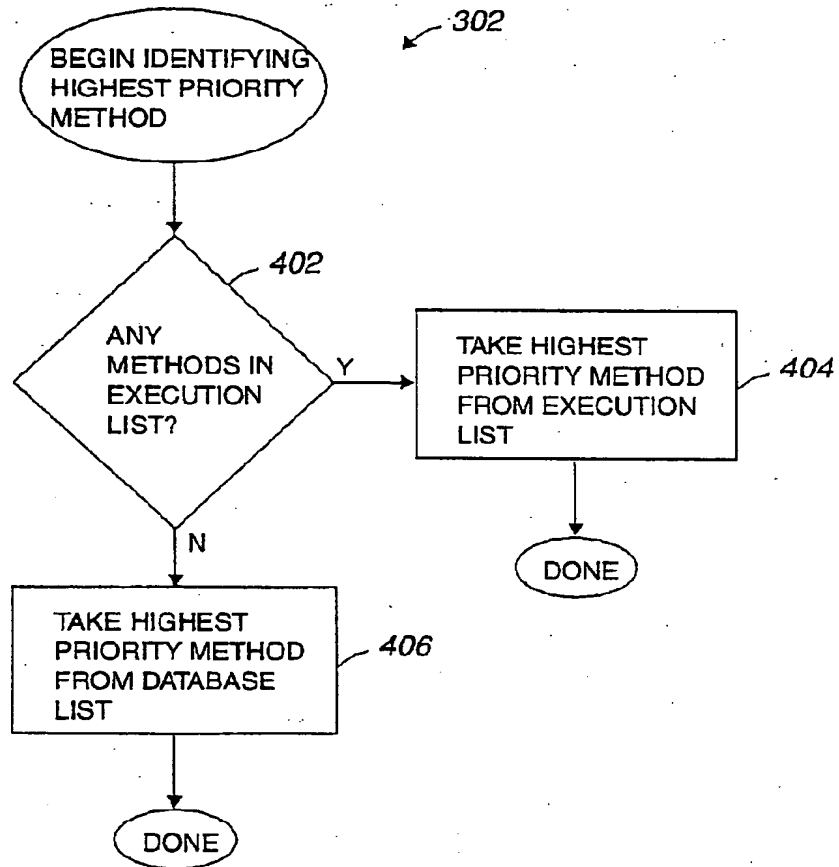 302
BEGIN IDENTIFYING
HIGHEST PRIORITY
METHOD
402
ANY
METHODS IN
EXECUTION
LIST?
Y
TAKE HIGHEST
PRIORITY METHOD
FROM EXECUTION
LIST
404
DONE
N
TAKE HIGHEST
PRIORITY METHOD
FROM DATABASE
LIST
406
DONE